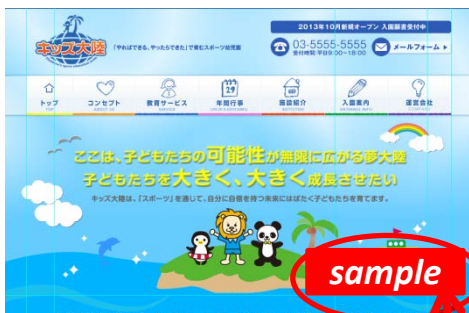 2013年10月新規オープン 入園願書受付中
キッズ大陸
「やればできる、やったらできた」で育むスポーツ幼児園
03-5555-5555
受付時間:平日9:00~18:00
メールフォーム
トップ
TOP
コンセプト
ABOUT US
教育サービス
SERVICE
年間行事
施設紹介
入園案内
運営会社
COMPANY
ここは、子どもたちの可能性が無限に広がる夢大陸
子どもたちを大きく、大きく成長させたい
キッズ大陸は、「スポーツ」を通じて、自分に自信を持つ未来にはばたく子どもたちを育てます。
sample